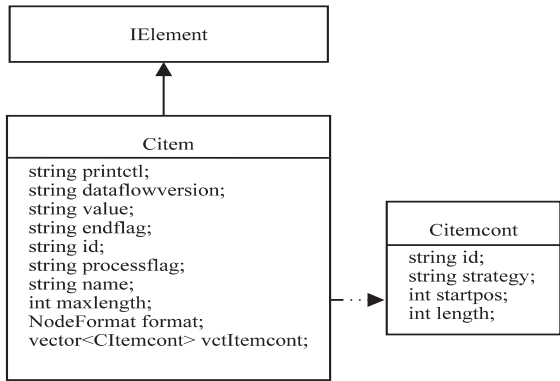 IElement
Citem
string printctl;
string dataflowversion;
string value;
string endflag;
string id;
string processflag;
string name;
int maxlength;
NodeFormat format;
vector<CItemcont> vctItemcont;
Citemcont
string id;
string strategy;
int startpos;
int length;